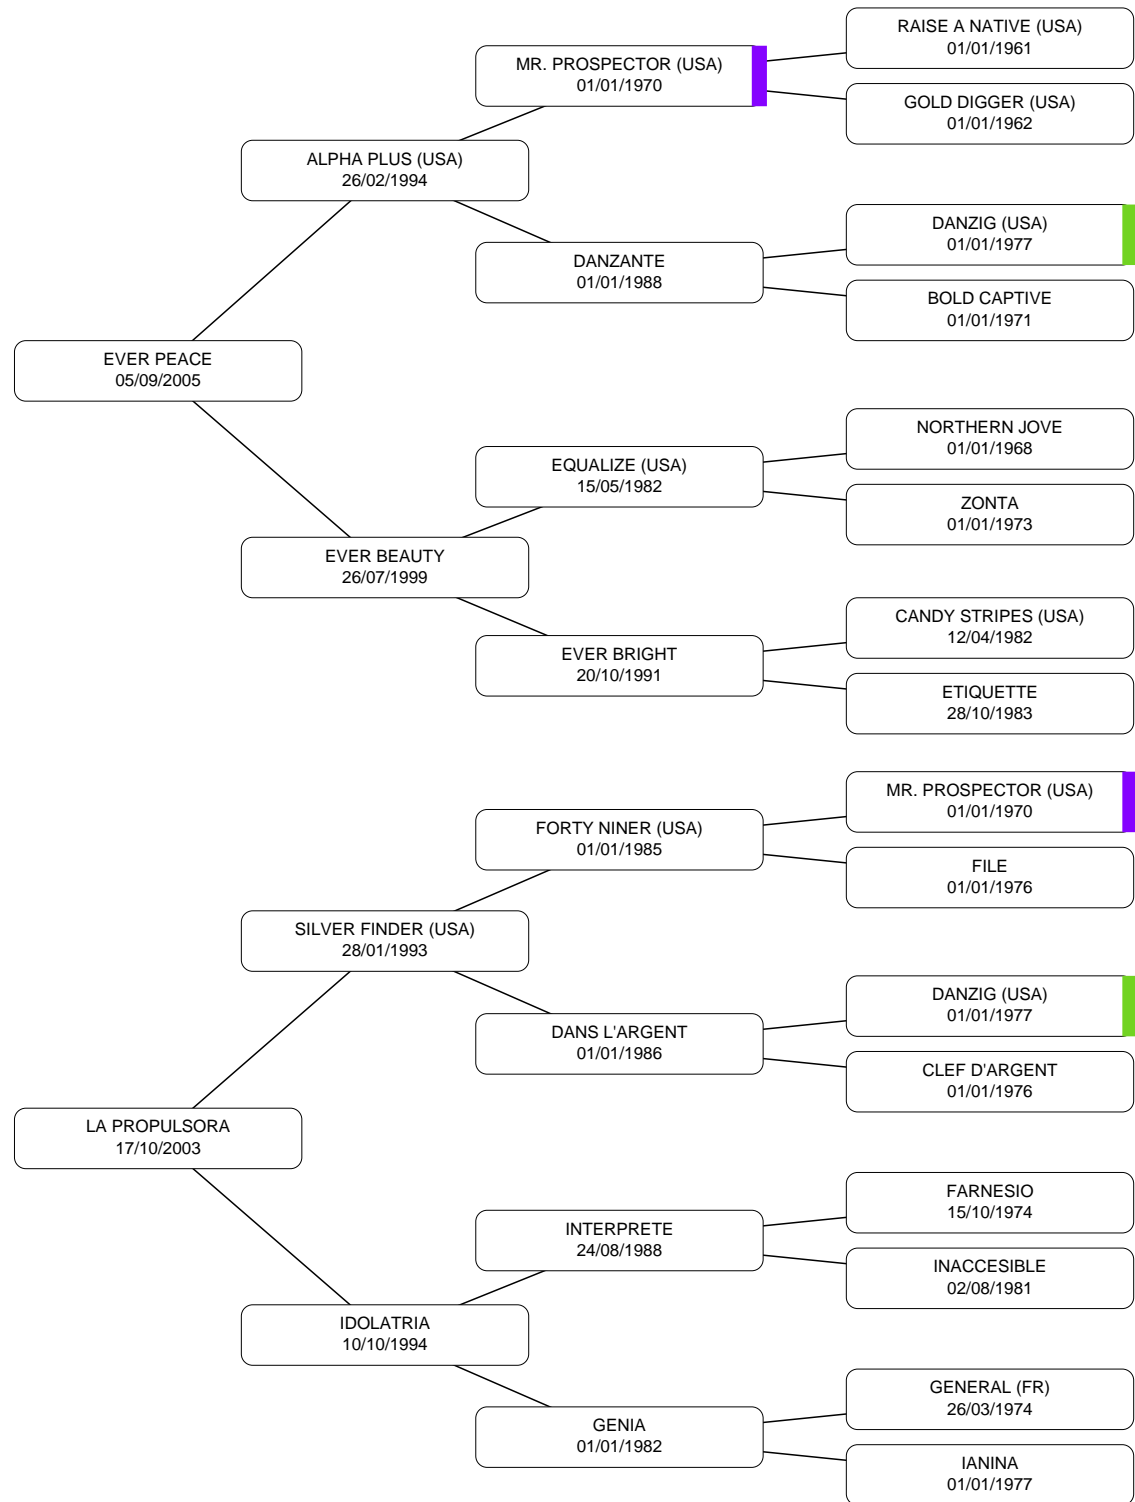 RAISE A NATIVE (USA)
01/01/1961
MR. PROSPECTOR (USA)
01/01/1970
GOLD DIGGER (USA)
01/01/1962
ALPHA PLUS (USA)
26/02/1994
DANZIG (USA)
01/01/1977
DANZANTE
01/01/1988
BOLD CAPTIVE
01/01/1971
EVER PEACE
05/09/2005
NORTHERN JOVE
01/01/1968
EQUALIZE (USA)
15/05/1982
ZONTA
01/01/1973
EVER BEAUTY
26/07/1999
CANDY STRIPES (USA)
12/04/1982
EVER BRIGHT
20/10/1991
ETIQUETTE
28/10/1983
MR. PROSPECTOR (USA)
01/01/1970
FORTY NINER (USA)
01/01/1985
FILE
01/01/1976
SILVER FINDER (USA)
28/01/1993
DANZIG (USA)
01/01/1977
DANS L'ARGENT
01/01/1986
CLEF D'ARGENT
01/01/1976
LA PROPULSORA
17/10/2003
FARNESIO
15/10/1974
INTERPRETE
24/08/1988
INACCESIBLE
02/08/1981
IDOLATRIA
10/10/1994
GENERAL (FR)
26/03/1974
GENIA
01/01/1982
IANINA
01/01/1977